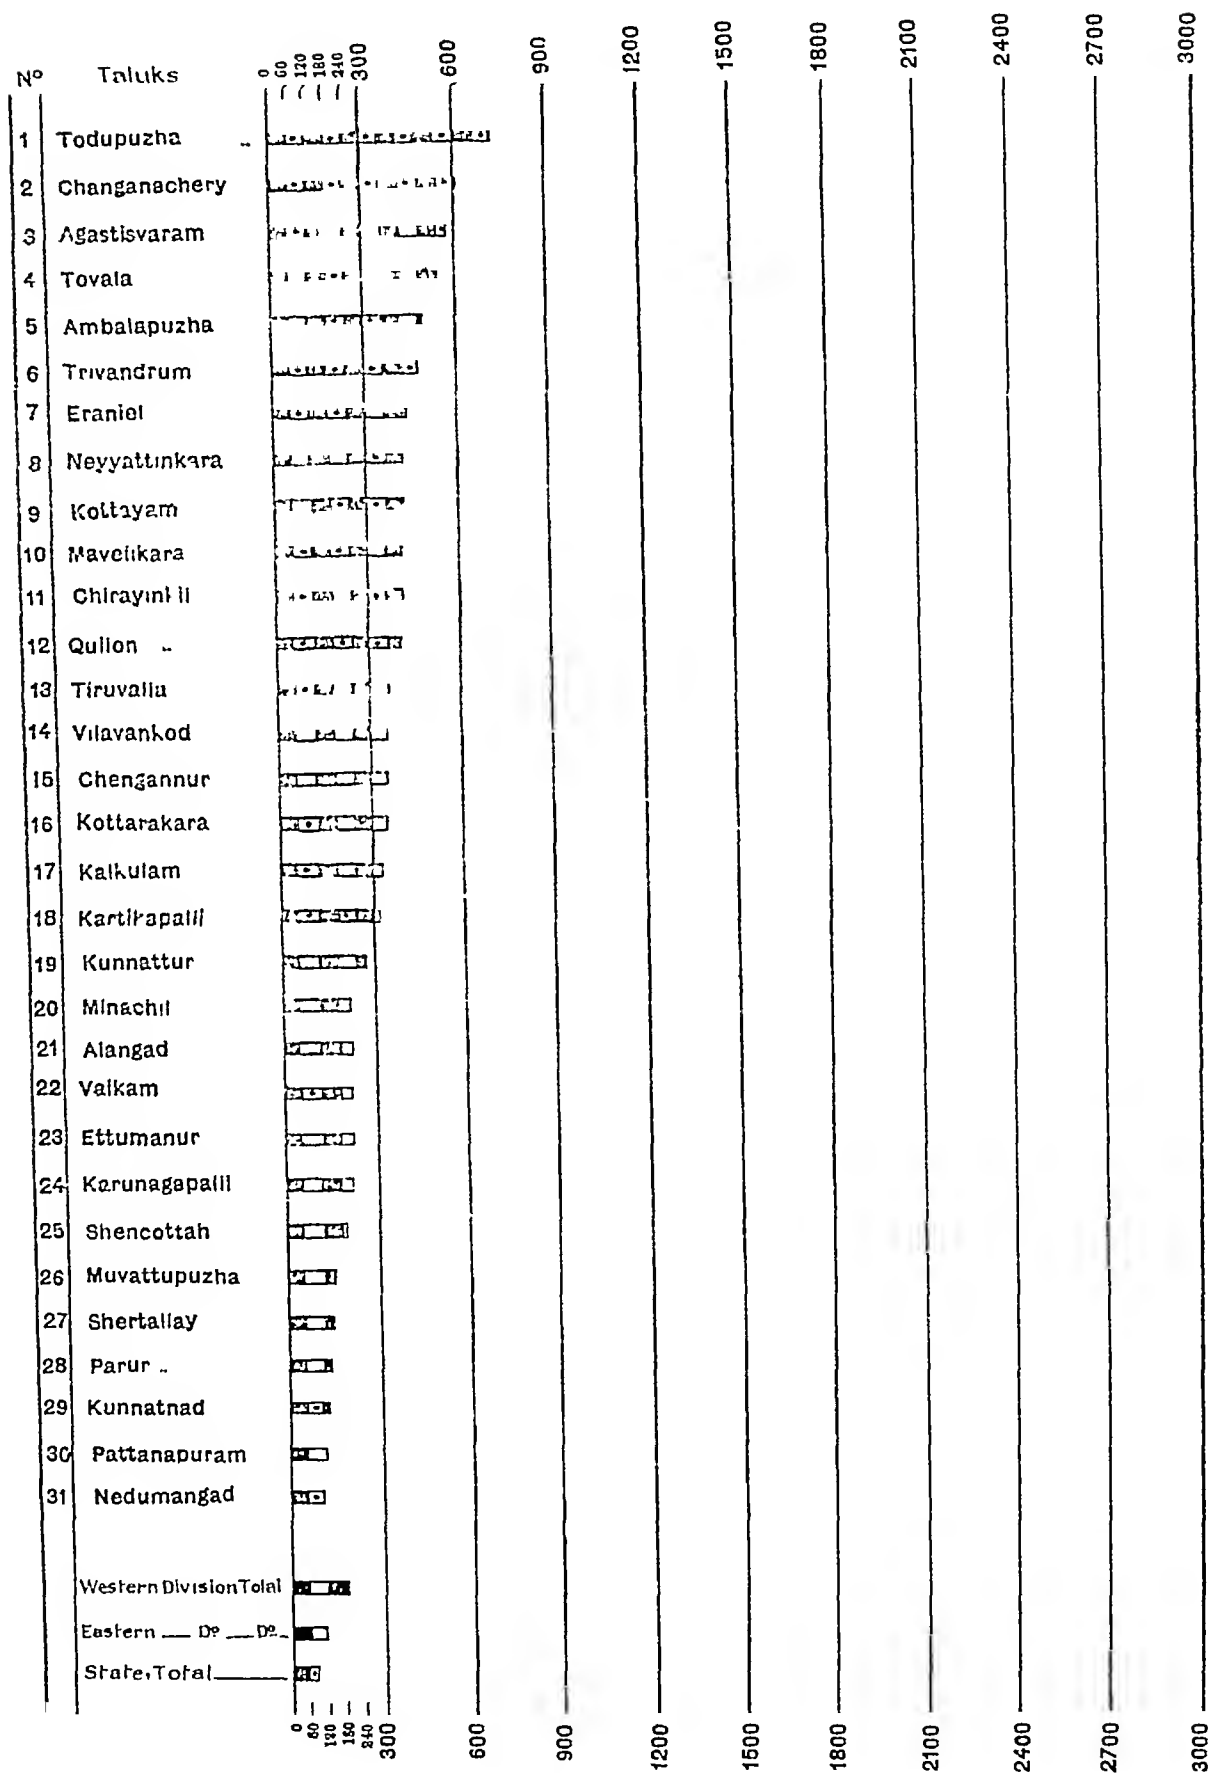 Nº Taluks 0 60 120 180 240 300 600 900 1200 1500 1800 2100 2400 2700 3000
1 Todupuzha ..
2 Changanachery
3 Agastisvaram
4 Tovala
5 Ambalapuzha
6 Trivandrum
7 Eraniel
8 Neyyattinkara
9 Kottayam
10 Mavelikara
11
12 Quilon ..
13 Tiruvalla
14 Vilavankod
15 Chengannur
16 Kottarakara
17 Kalkulam
18 Kartikapalli
19 Kunnattur
20 Minachil
21 Alangad
22 Vaikam
23 Ettumanur
24 Karunagapalli
25 Shencottah
26 Muvattupuzha
27 Shertallay
28 Parur ..
29 Kunnatnad
30 Pattanapuram
31 Nedumangad
Western Division Total
Eastern Dº Dº
State, Total
0 60 120 180 240 300 600 900 1200 1500 1800 2100 2400 2700 3000